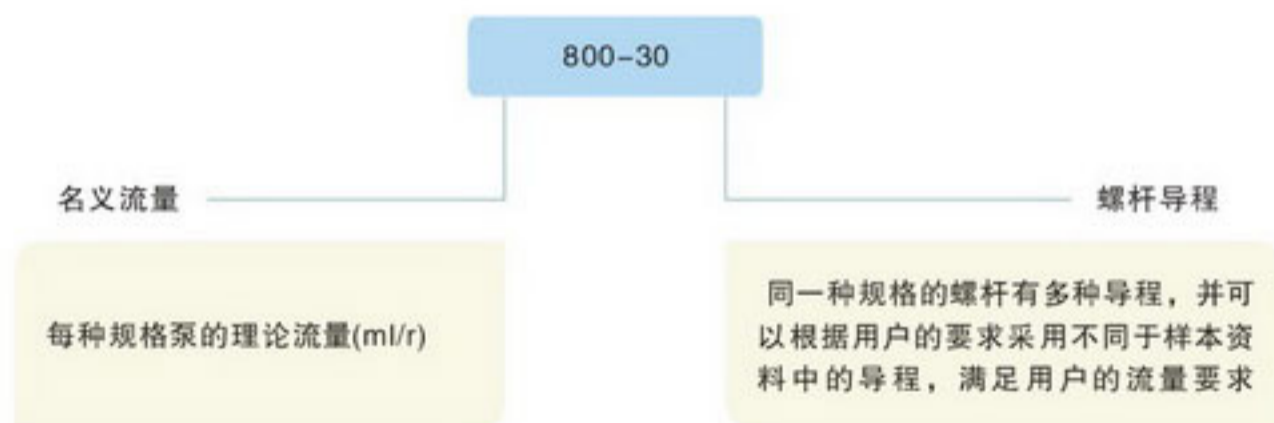 800-30
名义流量
螺杆导程
每种规格泵的理论流量(ml/r)
同一种规格的螺杆有多种导程，并可
以根据用户的要求采用不同于样本资
料中的导程，满足用户的流量要求